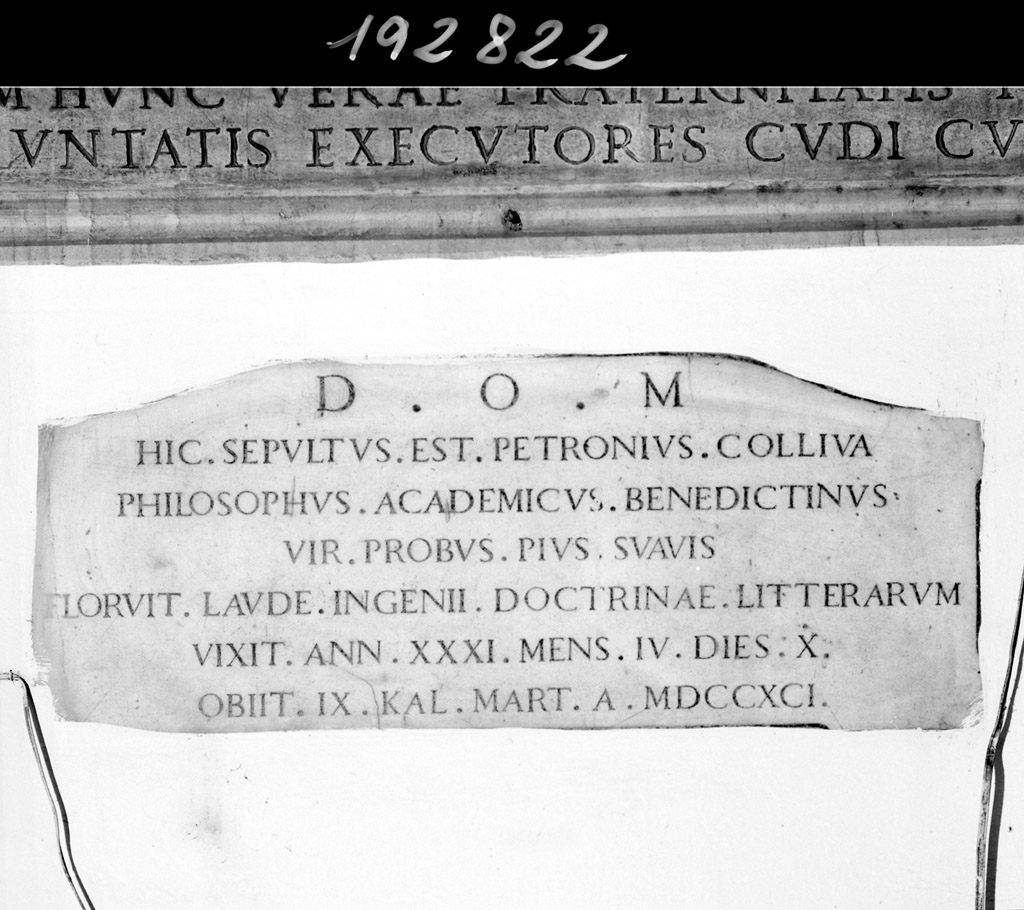 192822
HVNC VERAE FRATERNITATIS
LVNTATIS EXECVTORES CVDI CV
D . O . M
HIC . SEPVLTVS . EST . PETRONIVS . COLLIVA
PHILOSOPHVS . ACADEMICVS . BENEDICTINVS .
VIR . PROBVS . PIVS . SVAVIS
FLORVIT . LAVDE . INGENII . DOCTRINAE . LITTERARVM
VIXIT . ANN . XXXI . MENS . IV . DIES . X .
OBIIT . IX . KAL . MART . A . MDCCXCI .